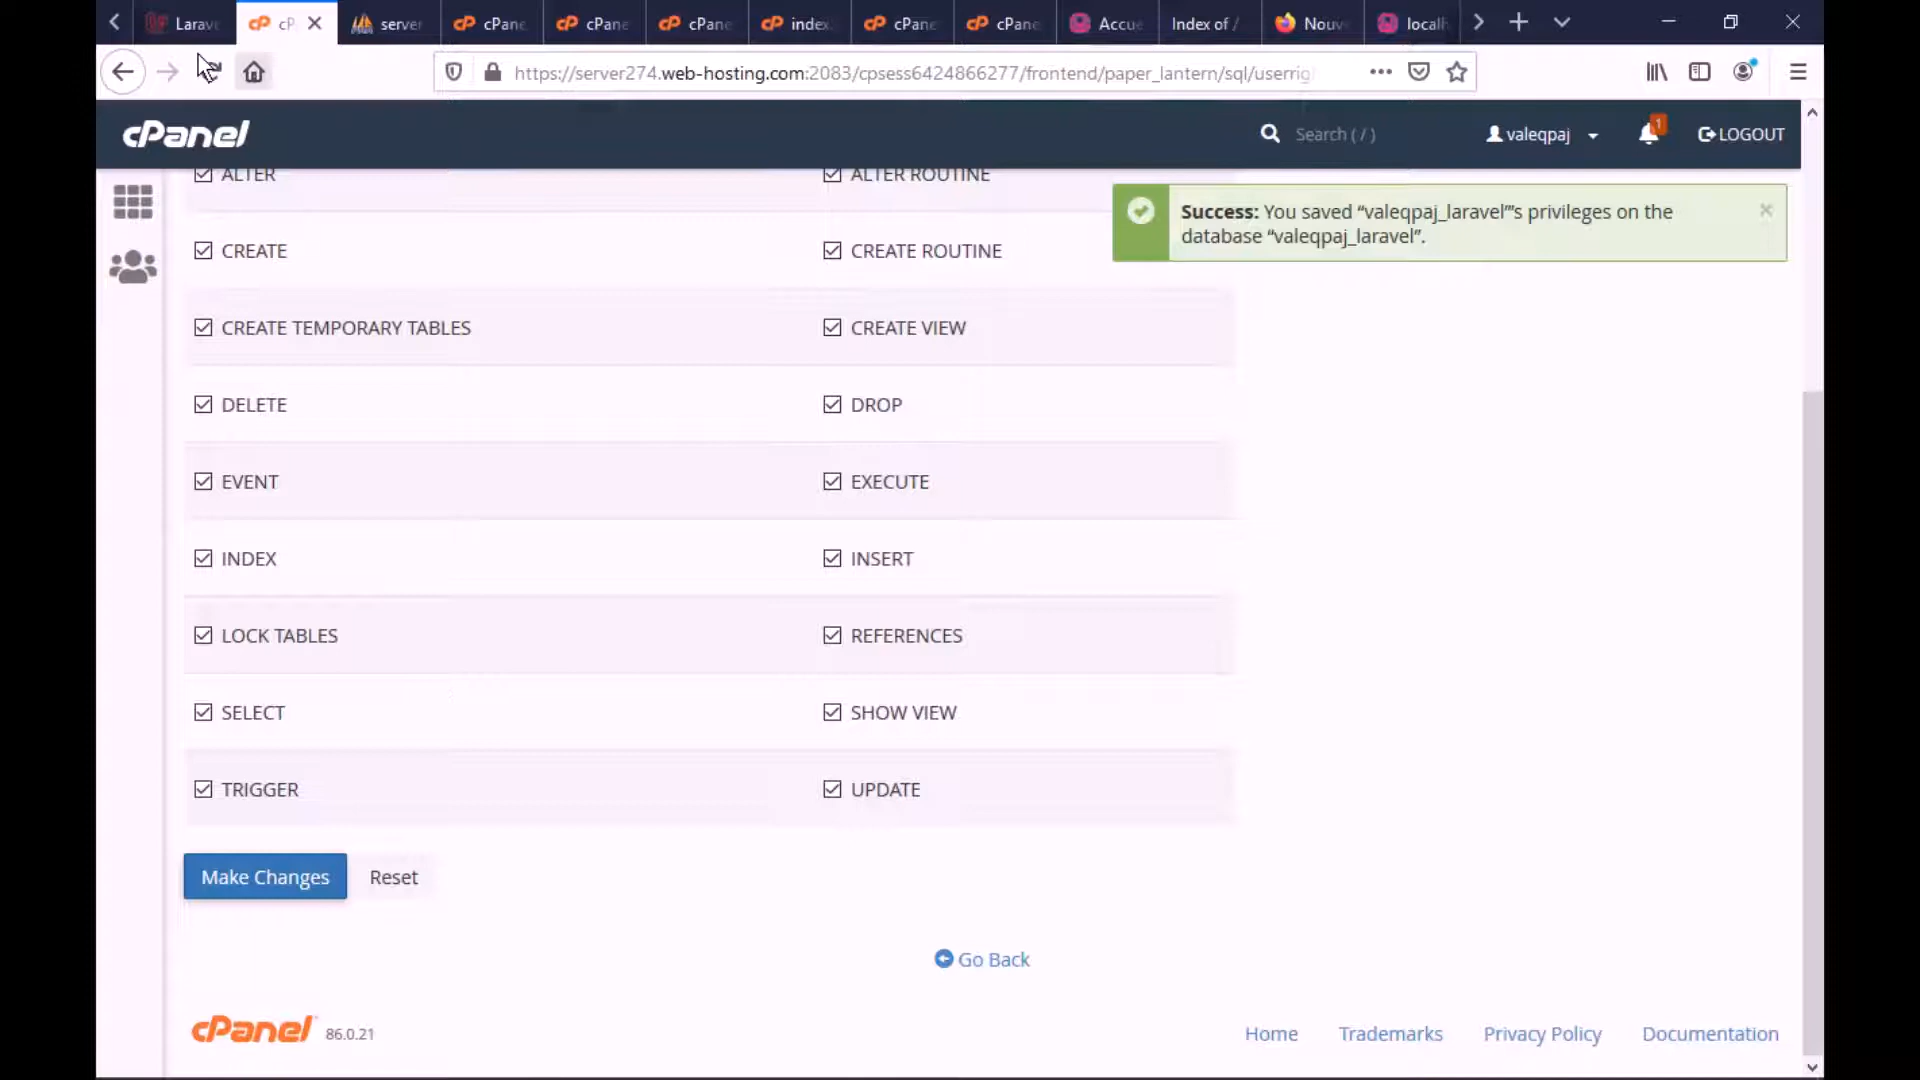 Larav
cP
server
cPane
cPane
cPane
index.
cPane
cPane
Accue
Index of /
Nouv
localh
https://server274.web-hosting.com:2083/cpsess6424866277/frontend/paper_lantern/sql/userrig
cPanel
Search ( / )
valeqpaj
1
LOGOUT
ALTER
ALTER ROUTINE
Success: You saved “valeqpaj_laravel”’s privileges on the
database “valeqpaj_laravel”.
CREATE
CREATE ROUTINE
CREATE TEMPORARY TABLES
CREATE VIEW
DELETE
DROP
EVENT
EXECUTE
INDEX
INSERT
LOCK TABLES
REFERENCES
SELECT
SHOW VIEW
TRIGGER
UPDATE
Make Changes
Reset
Go Back
cPanel 86.0.21
Home
Trademarks
Privacy Policy
Documentation